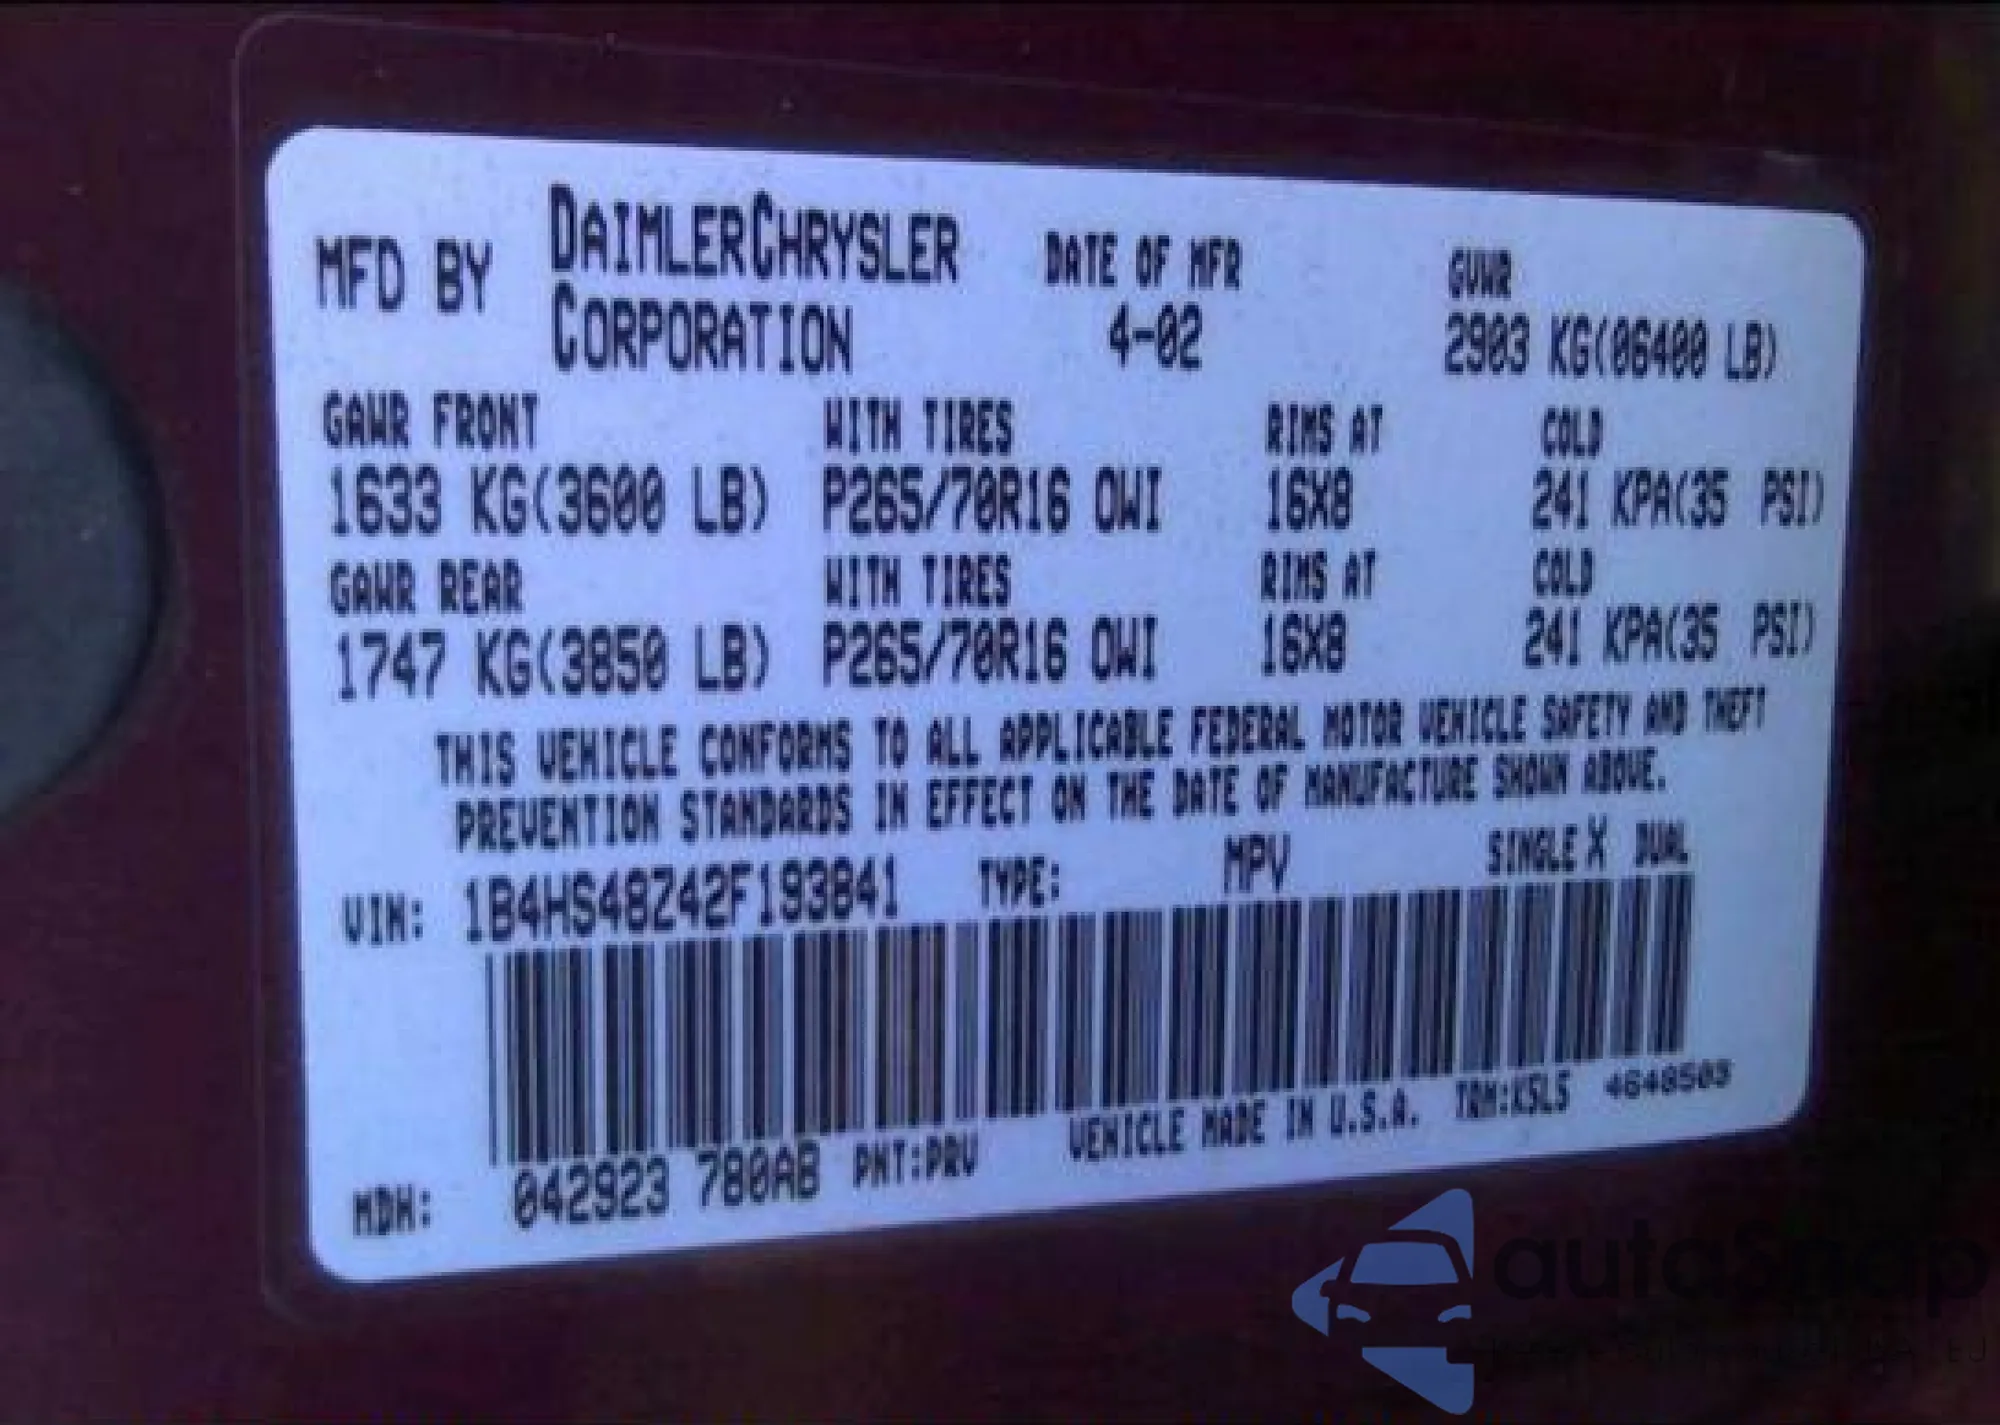 MFD BY DAIMLERCHRYSLER CORPORATION DATE OF MFR 4-02 GVWR 2903 KG(06400 LB)
GAWR FRONT WITH TIRES RIMS AT COLD
1633 KG(3600 LB) P265/70R16 OWI 16X8 241 KPA(35 PSI)
GAWR REAR WITH TIRES RIMS AT COLD
1747 KG(3850 LB) P265/70R16 OWI 16X8 241 KPA(35 PSI)
THIS VEHICLE CONFORMS TO ALL APPLICABLE FEDERAL MOTOR VEHICLE SAFETY AND THEFT
PREVENTION STANDARDS IN EFFECT ON THE DATE OF MANUFACTURE SHOWN ABOVE.
VIN: 1B4HS48Z42F193841 TYPE: MPV SINGLE X DUAL
MDH: 042923 780AB PNT:PRV VEHICLE MADE IN U.S.A. TRM:K5L5 4648503